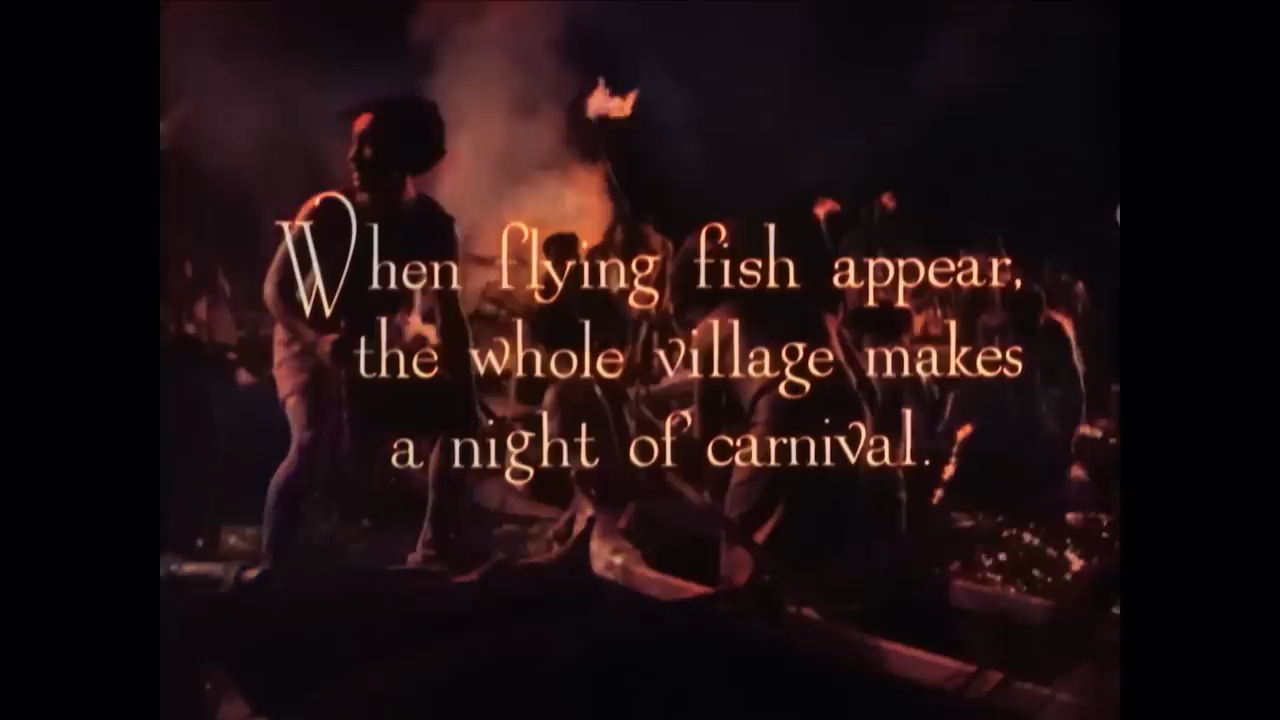 When flying fish appear,
the whole village makes
a night of carnival.